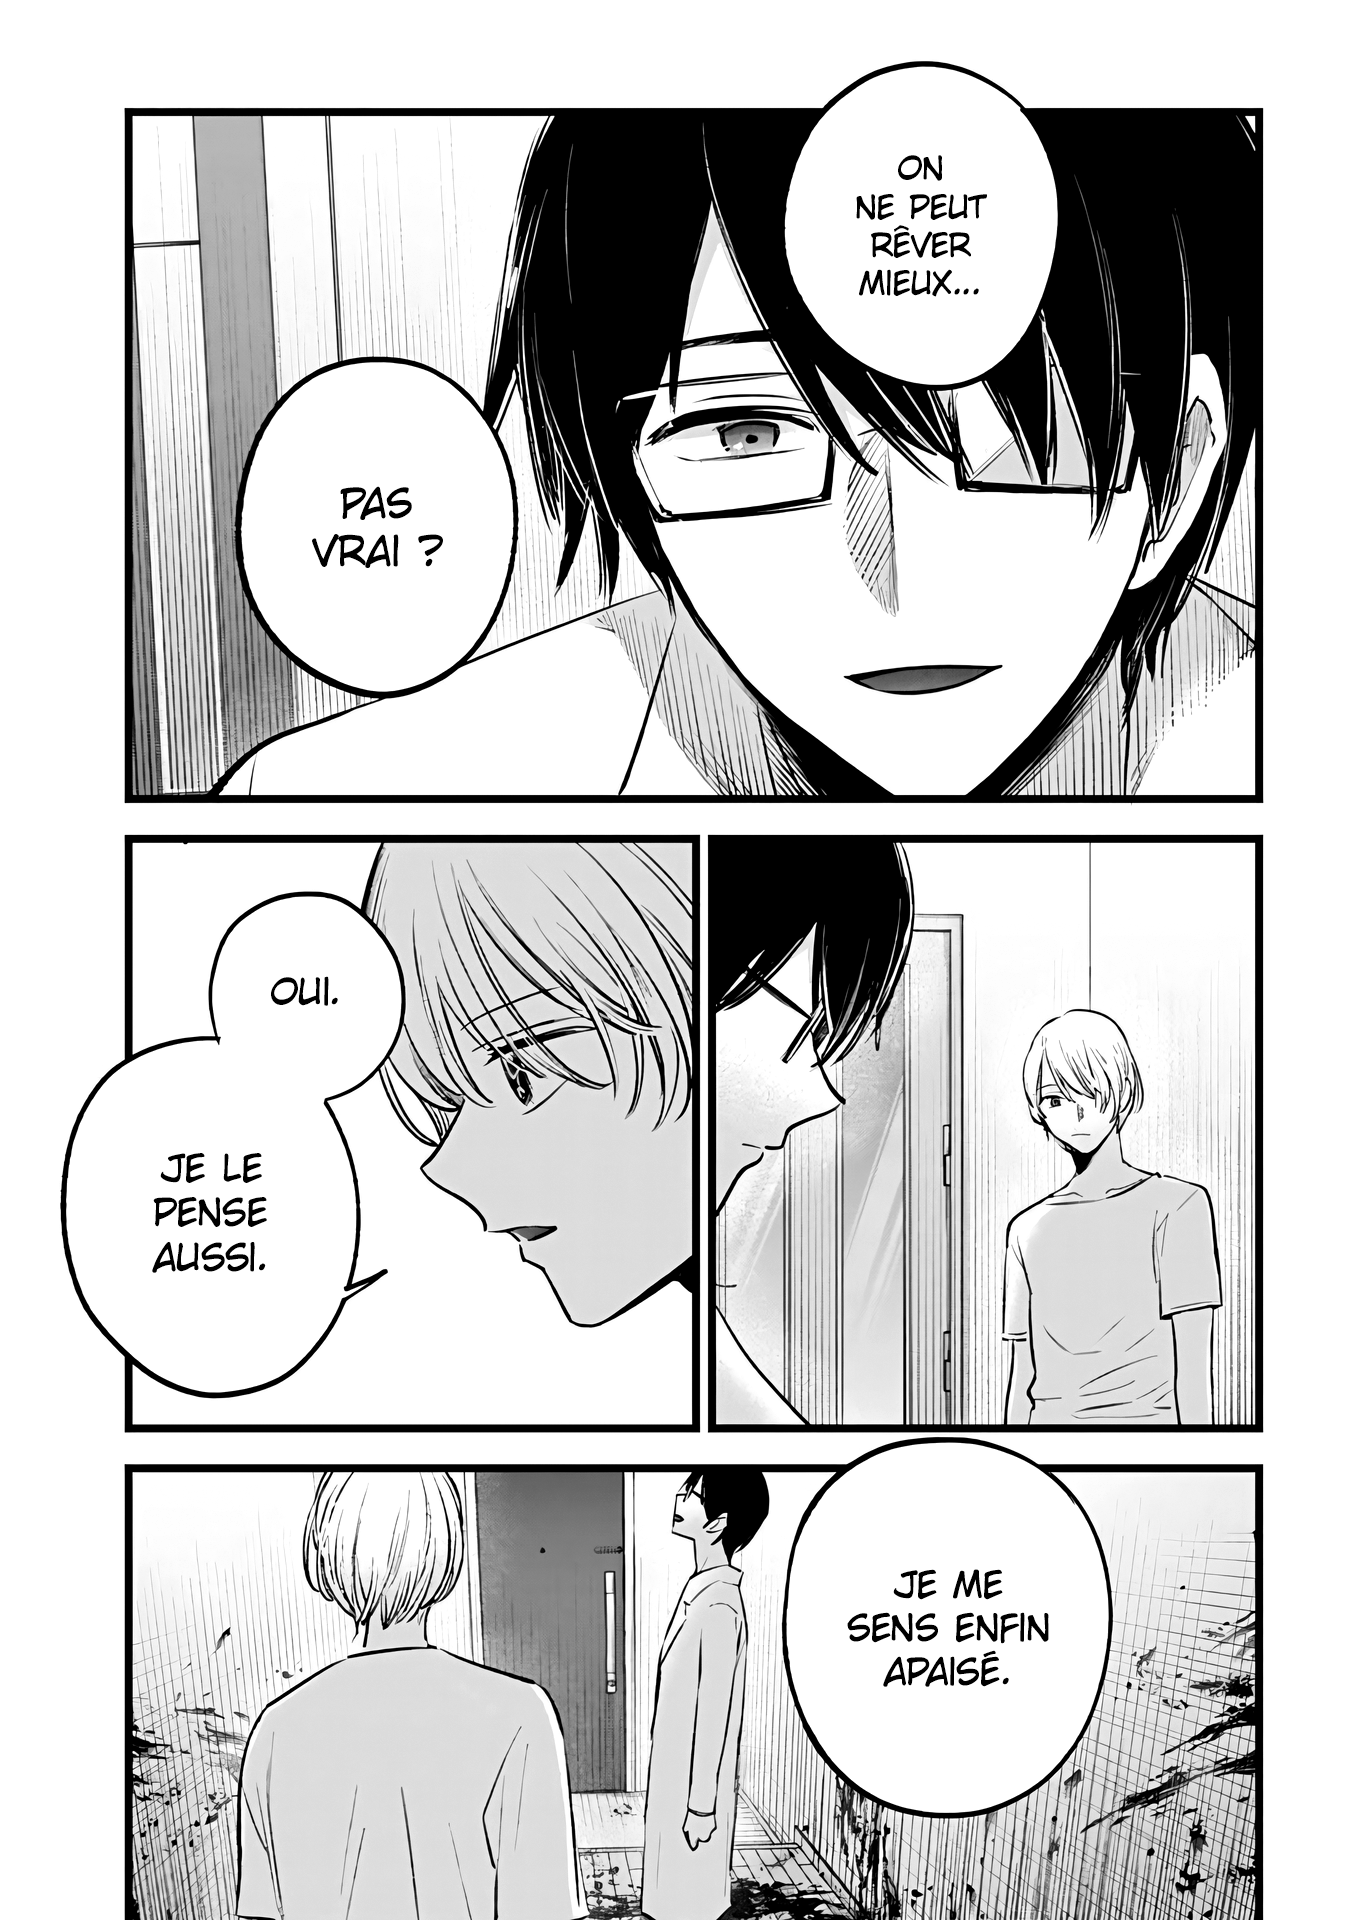 ON
NE PEUT
RÊVER
MIEUX...
PAS
VRAI ?
OUI.
JE LE
PENSE
AUSSI.
JE ME
SENS ENFIN
APAISÉ.